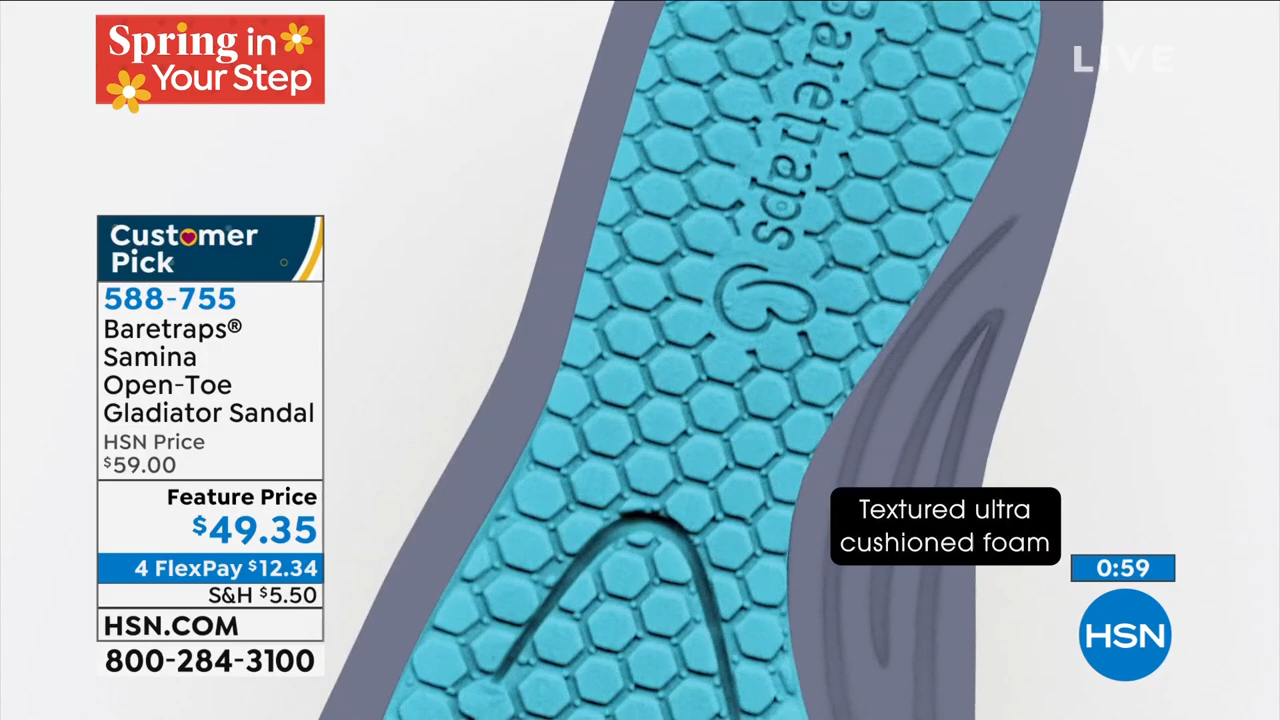 Spring in
Your Step
LIVE
Baretraps
Customer
Pick
588-755
Baretraps®
Samina
Open-Toe
Gladiator Sandal
HSN Price
$59.00
Feature Price
$49.35
4 FlexPay $12.34
S&H $5.50
HSN.COM
800-284-3100
Textured ultra
cushioned foam
0:59
HSN